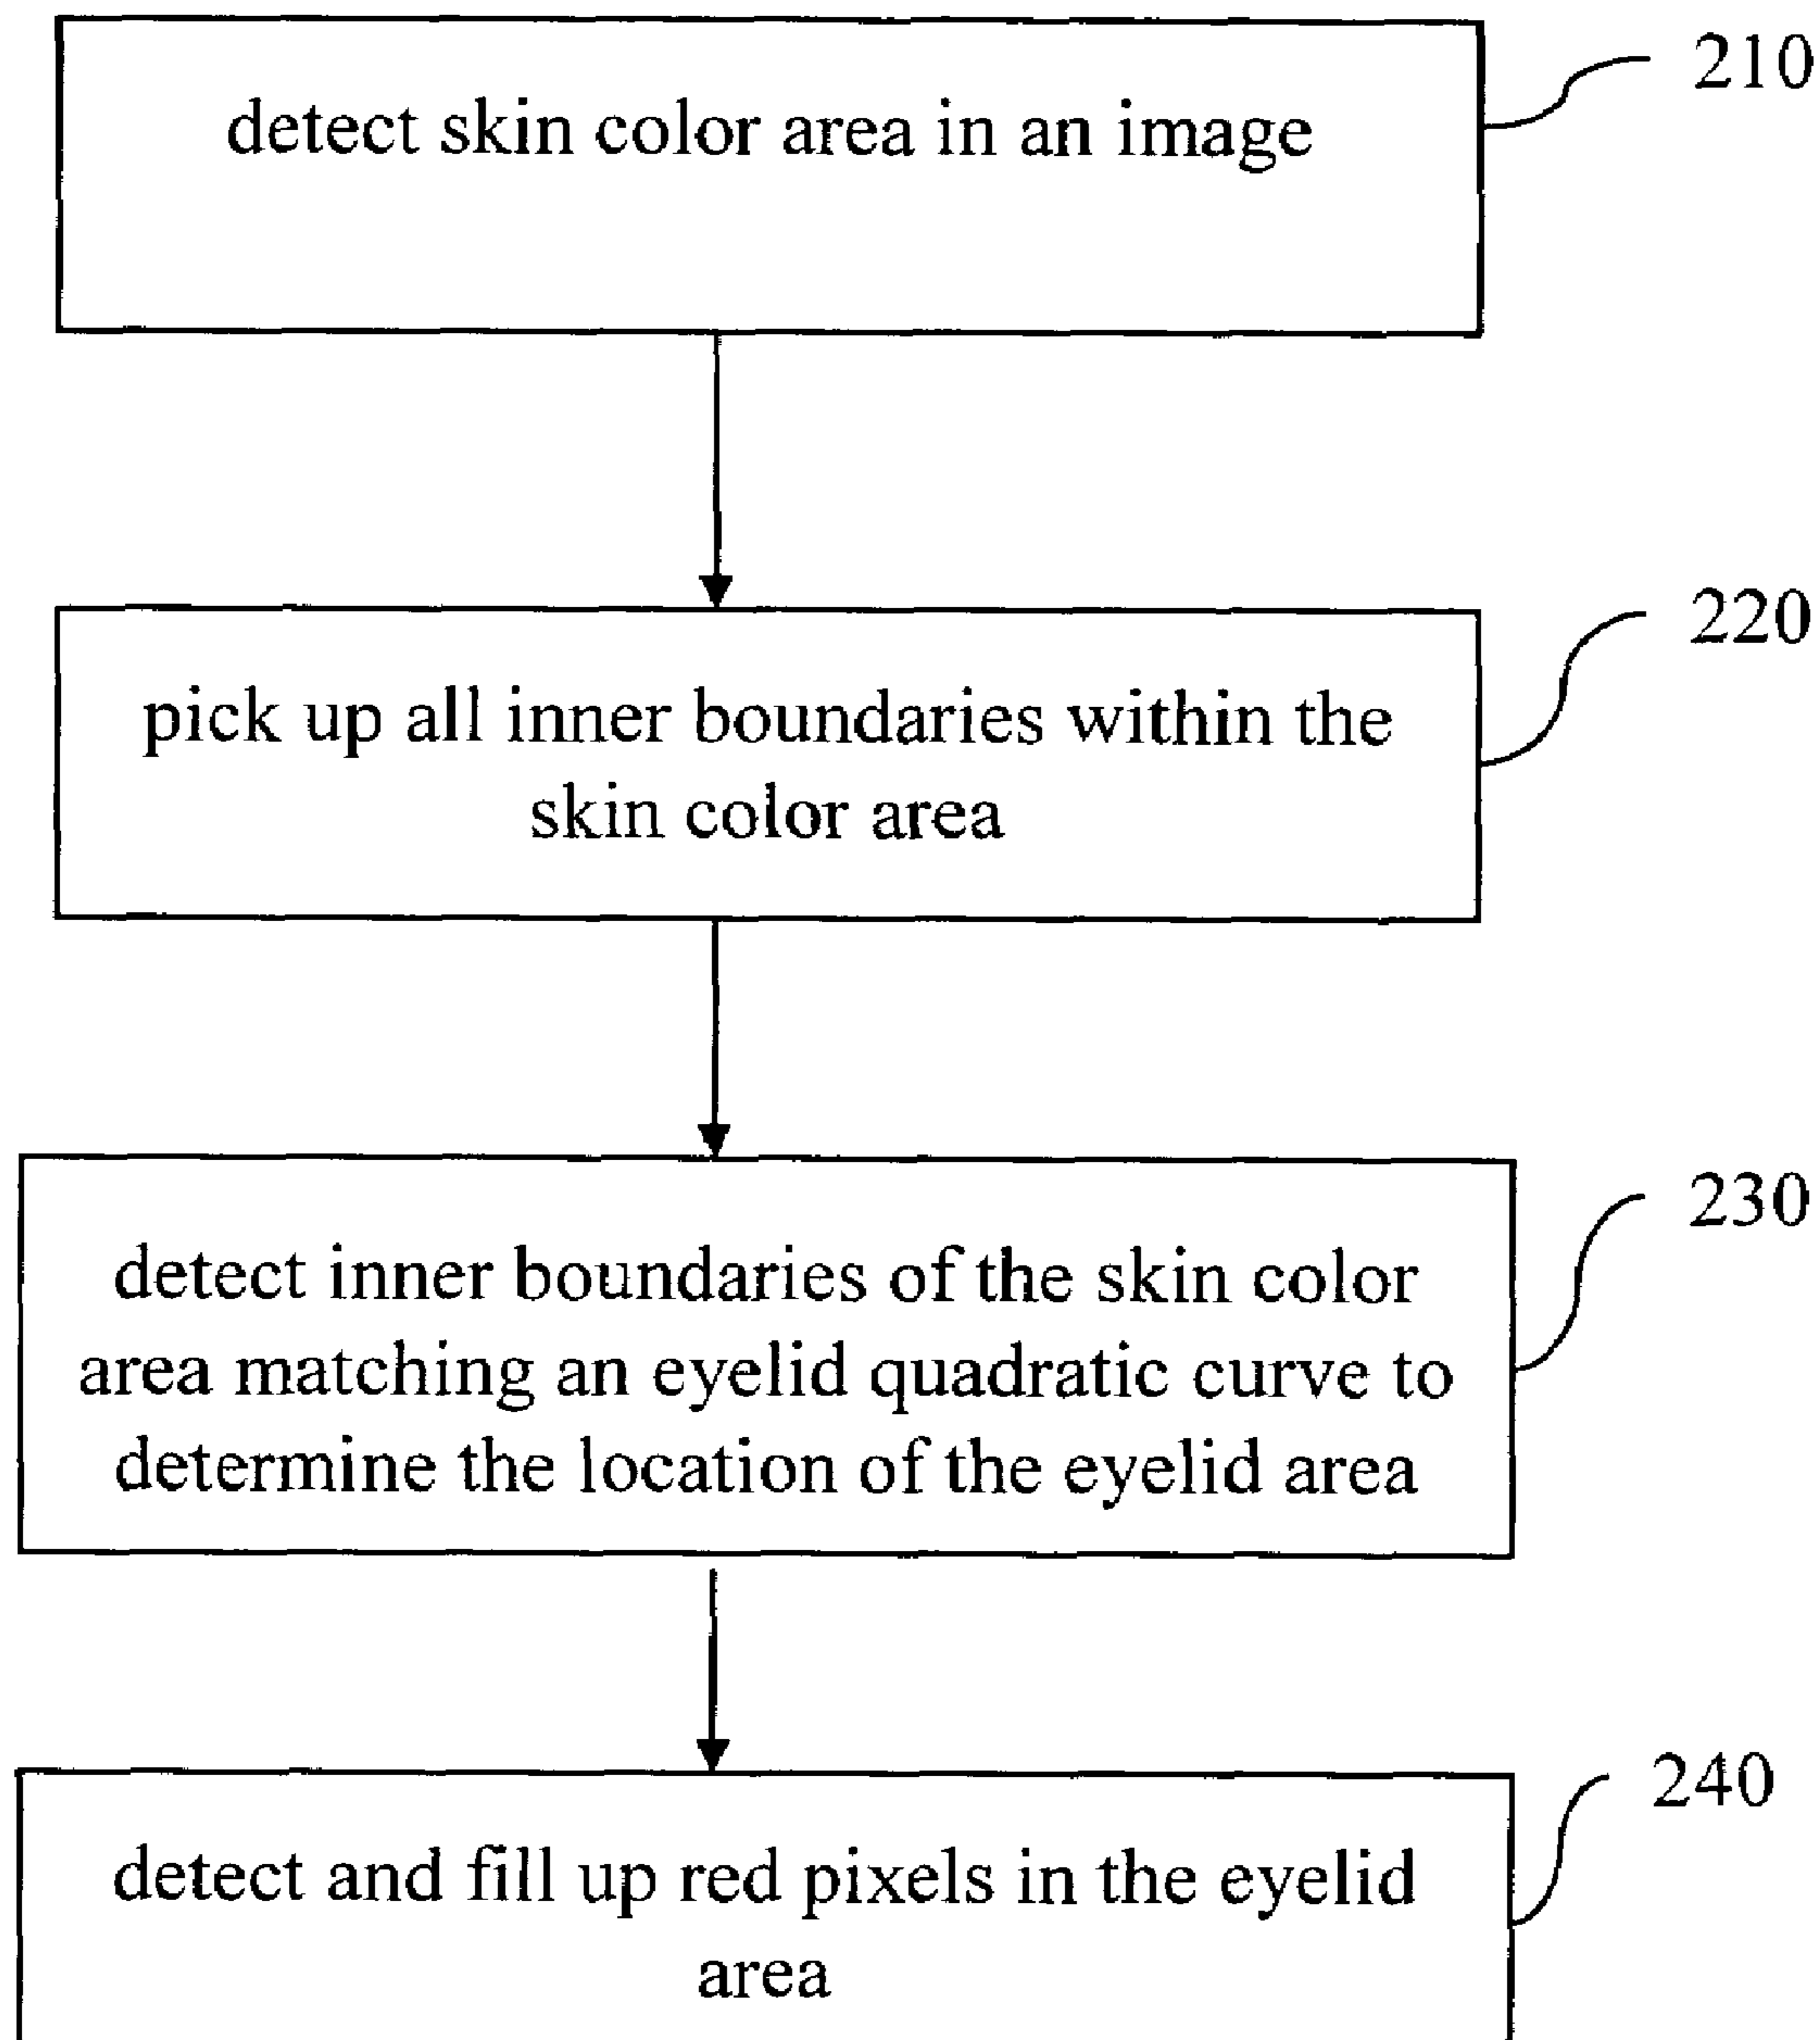 210
detect skin color area in an image
220
pick up all inner boundaries within the
skin color area
230
detect inner boundaries of the skin color
area matching an eyelid quadratic curve to
determine the location of the eyelid area
240
detect and fill up red pixels in the eyelid
area